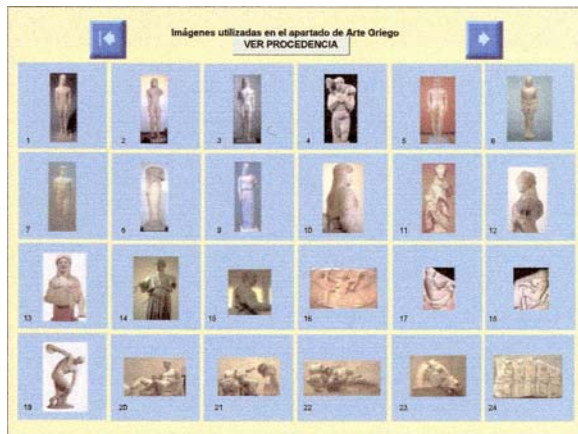 Imágenes utilizadas en el apartado de Arte Griego
VER PROCEDENCIA
1 2 3 4 5 6
7 8 9 10 11 12
13 14 15 16 17 18
19 20 21 22 23 24